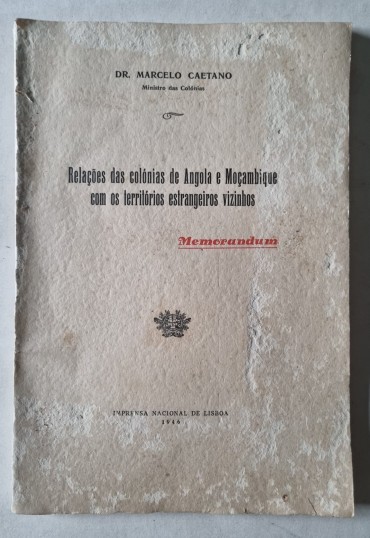 DR. MARCELO CAETANO
Ministro das Colónias
Relações das colónias de Angola e Moçambique
com os territórios estrangeiros vizinhos
Memorandum
IMPRENSA NACIONAL DE LISBOA
1946